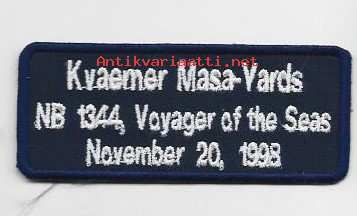 Antikvariaatti.net
Kvaerner Masa-Yards
NB 1344, Voyager of the Seas
November 20, 1998